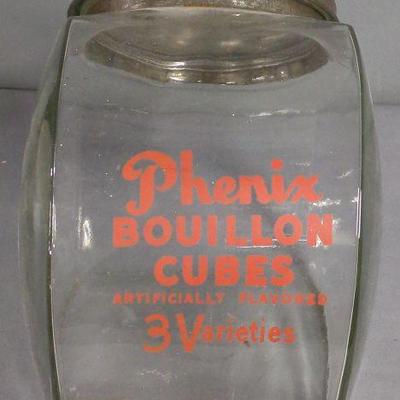 Phenix
BOUILLON
CUBES
ARTIFICIALLY FLAVORED
3 Varieties